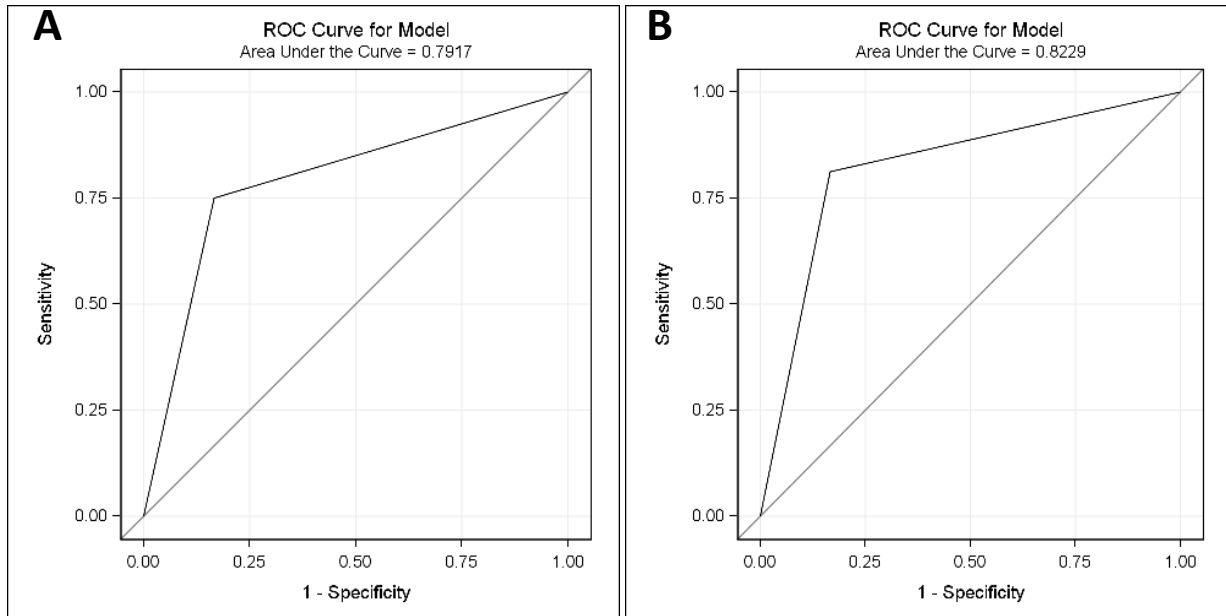 A
ROC Curve for Model
Area Under the Curve = 0.7917
1.00
0.75
0.50
0.25
0.00
Sensitivity
0.00 0.25 0.50 0.75 1.00
1 - Specificity
B
ROC Curve for Model
Area Under the Curve = 0.8229
1.00
0.75
0.50
0.25
0.00
Sensitivity
0.00 0.25 0.50 0.75 1.00
1 - Specificity